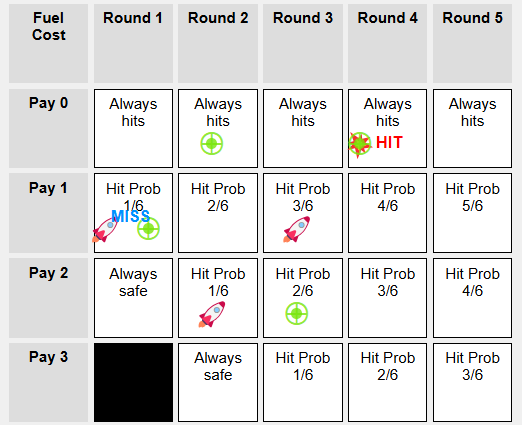 Fuel Cost Round 1 Round 2 Round 3 Round 4 Round 5
Pay 0 Always hits Always hits Always hits Always hits HIT Always hits
Pay 1 Hit Prob 1/6 MISS Hit Prob 2/6 Hit Prob 3/6 Hit Prob 4/6 Hit Prob 5/6
Pay 2 Always safe Hit Prob 1/6 Hit Prob 2/6 Hit Prob 3/6 Hit Prob 4/6
Pay 3 Always safe Hit Prob 1/6 Hit Prob 2/6 Hit Prob 3/6